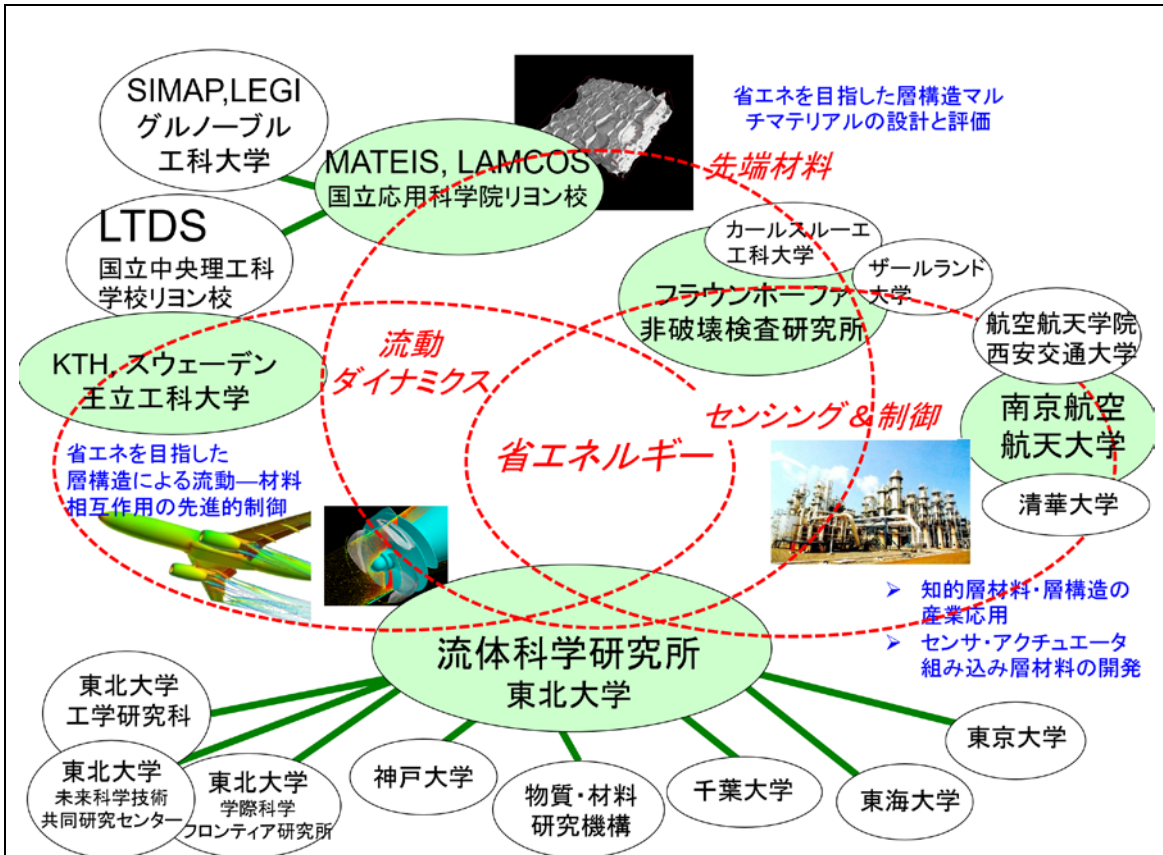 SIMAP,LEGI
グルノーブル
工科大学
MATEIS, LAMCOS
国立応用科学院リヨン校
省エネを目指した層構造マル
チマテリアルの設計と評価
先端材料
LTDS
国立中央理工科
学校リヨン校
カールスルーエ
工科大学
ザールランド
大学
フラウンホーファ
非破壊検査研究所
航空航天学院
西安交通大学
KTH, スウェーデン
王立工科大学
流動
ダイナミクス
センシング&制御
南京航空
航天大学
省エネルギー
清華大学
省エネを目指した
層構造による流動―材料
相互作用の先進的制御
➢ 知的層材料・層構造の
産業応用
➢ センサ・アクチュエータ
組み込み層材料の開発
流体科学研究所
東北大学
東北大学
工学研究科
東北大学
未来科学技術
共同研究センター
東北大学
学際科学
フロンティア研究所
神戸大学
物質・材料
研究機構
千葉大学
東海大学
東京大学